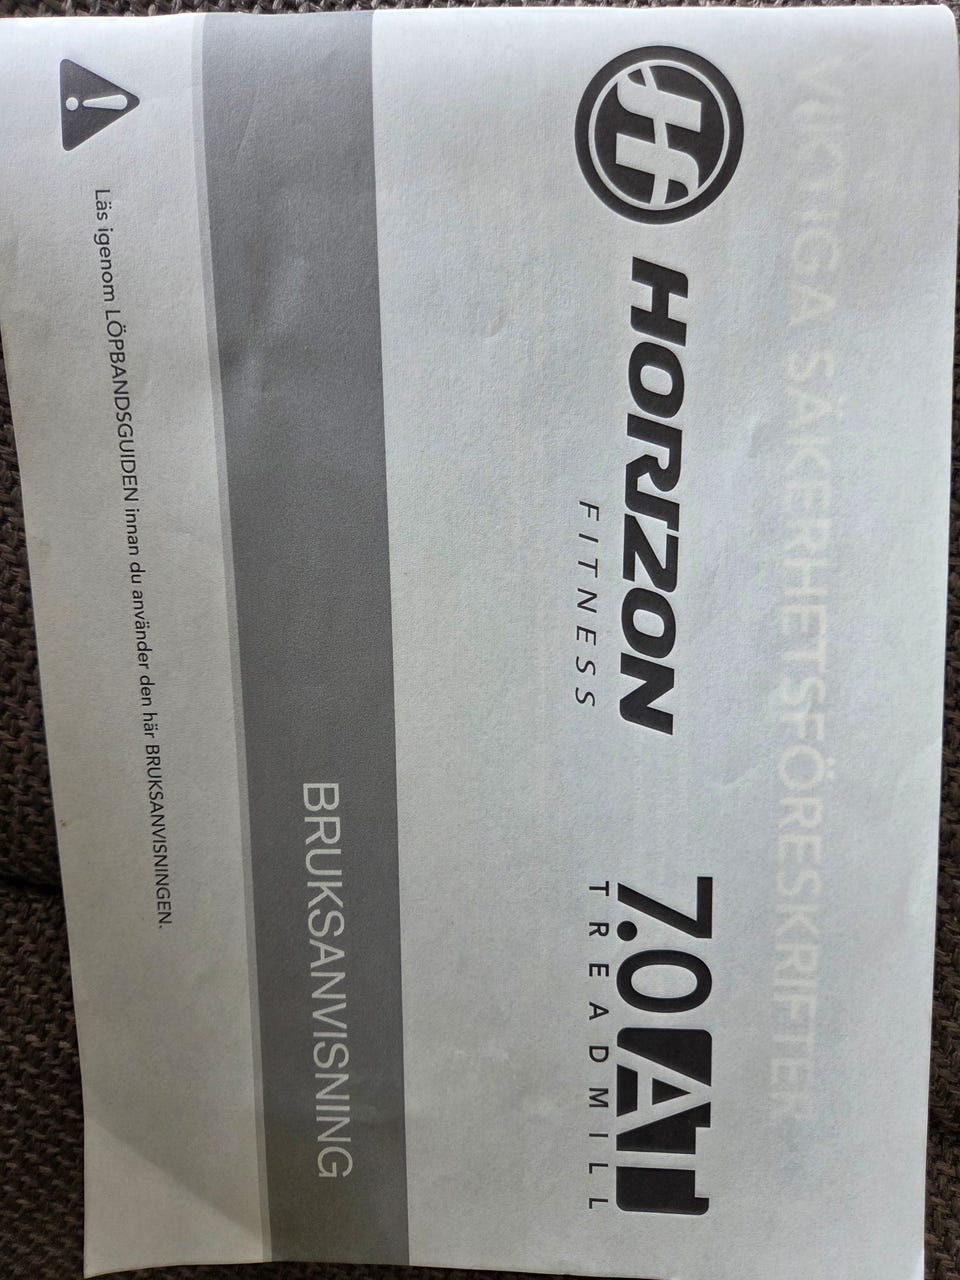 VIKTIGA SÄKERHETSFÖRESKRIFTER
HORIZON
FITNESS
7.0AT
TREADMILL
BRUKSANVISNING
Läs igenom LÖPBANDSGUIDEN innan du använder den här BRUKSANVISNINGEN.